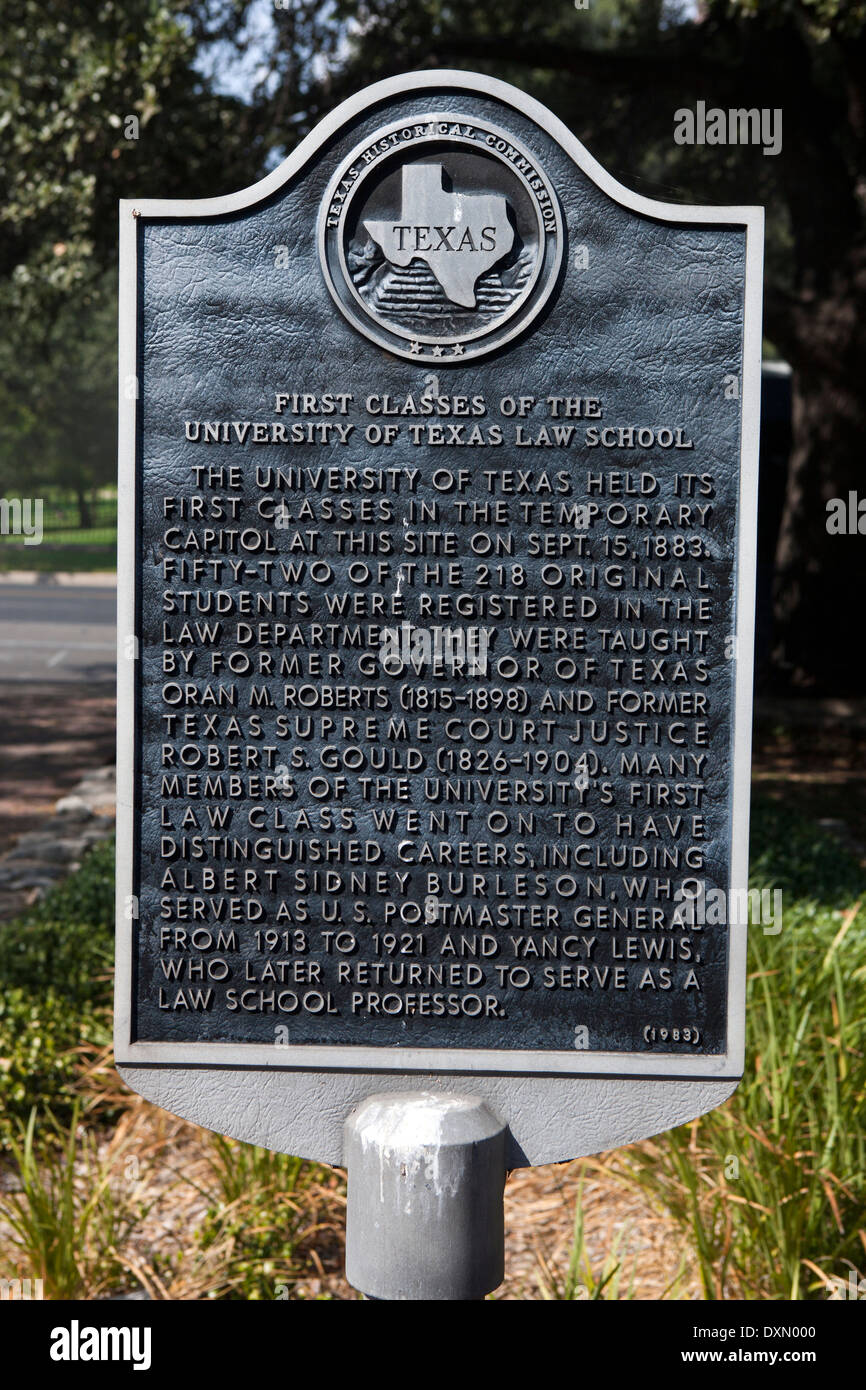 TEXAS HISTORICAL COMMISSION
TEXAS
FIRST CLASSES OF THE
UNIVERSITY OF TEXAS LAW SCHOOL
THE UNIVERSITY OF TEXAS HELD ITS
FIRST CLASSES IN THE TEMPORARY
CAPITOL AT THIS SITE ON SEPT. 15, 1883.
FIFTY-TWO OF THE 218 ORIGINAL
STUDENTS WERE REGISTERED IN THE
LAW DEPARTMENT. THEY WERE TAUGHT
BY FORMER GOVERNOR OF TEXAS
ORAN M. ROBERTS (1815-1898) AND FORMER
TEXAS SUPREME COURT JUSTICE
ROBERT S. GOULD (1826-1904). MANY
MEMBERS OF THE UNIVERSITY'S FIRST
LAW CLASS WENT ON TO HAVE
DISTINGUISHED CAREERS, INCLUDING
ALBERT SIDNEY BURLESON, WHO
SERVED AS U. S. POSTMASTER GENERAL
FROM 1913 TO 1921 AND YANCY LEWIS,
WHO LATER RETURNED TO SERVE AS A
LAW SCHOOL PROFESSOR.
(1983)
alamy
Image ID: DXN000
www.alamy.com